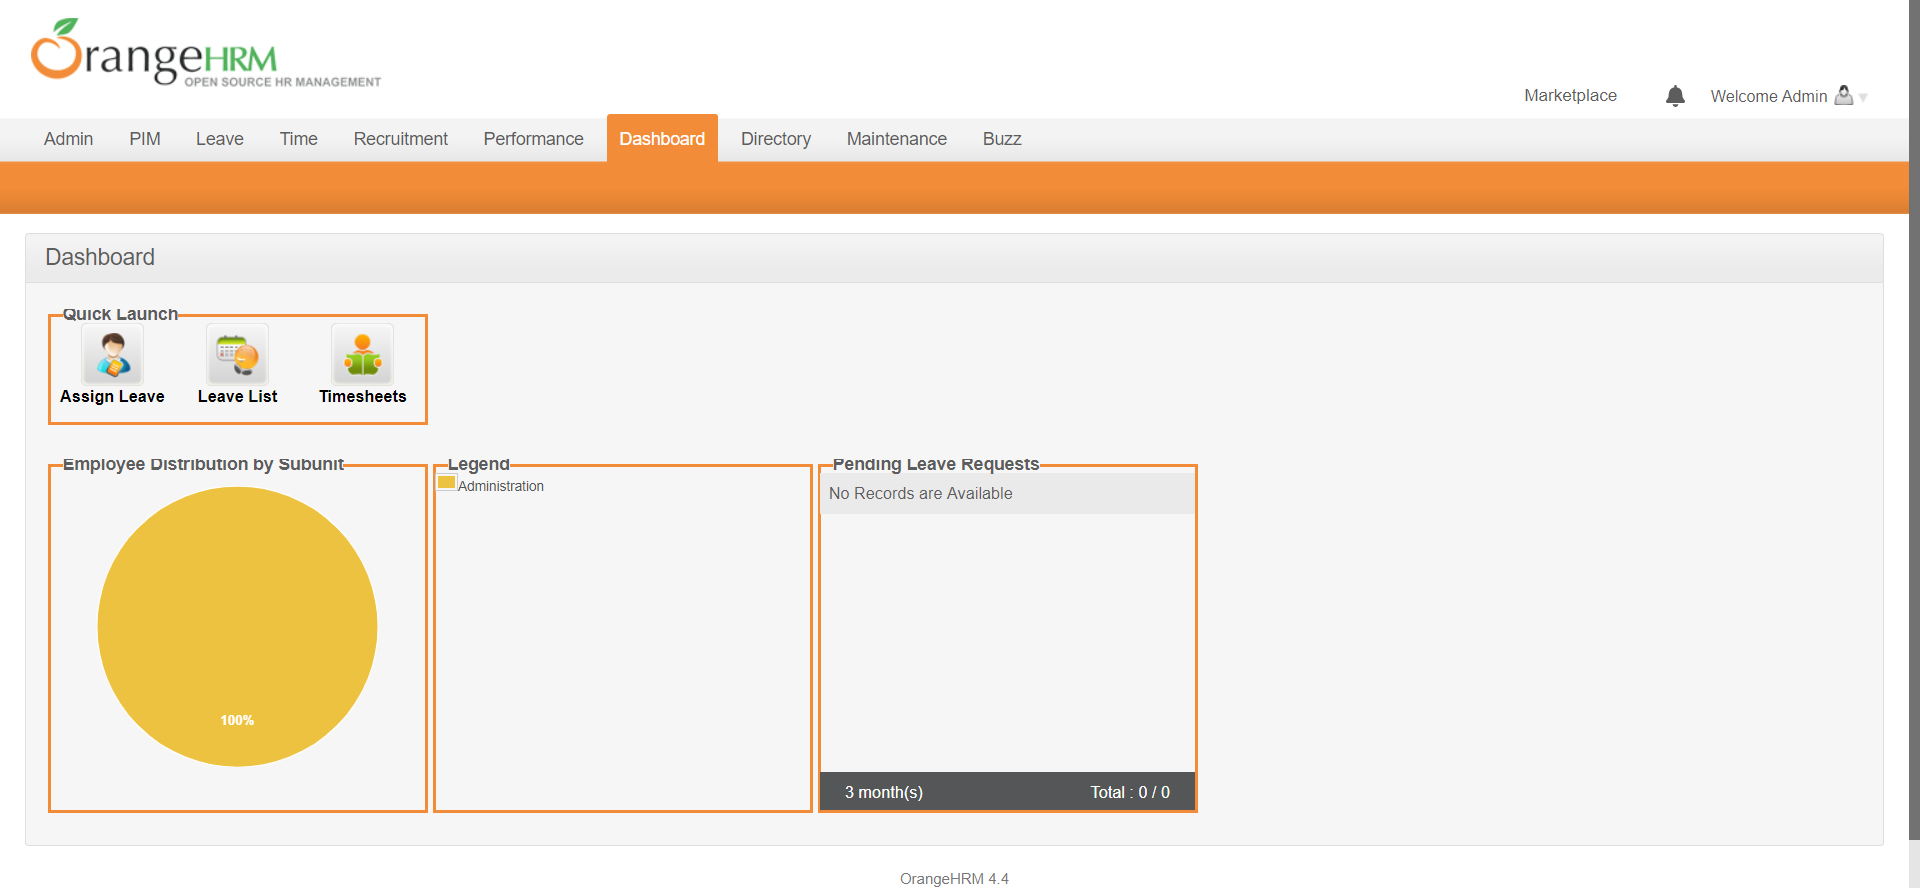 OrangeHRM
OPEN SOURCE HR MANAGEMENT
Marketplace
Welcome Admin
Admin PIM Leave Time Recruitment Performance Dashboard Directory Maintenance Buzz
Dashboard
Quick Launch
Assign Leave Leave List Timesheets
Employee Distribution by Subunit
100%
Legend
Administration
Pending Leave Requests
No Records are Available
3 month(s) Total : 0 / 0
OrangeHRM 4.4